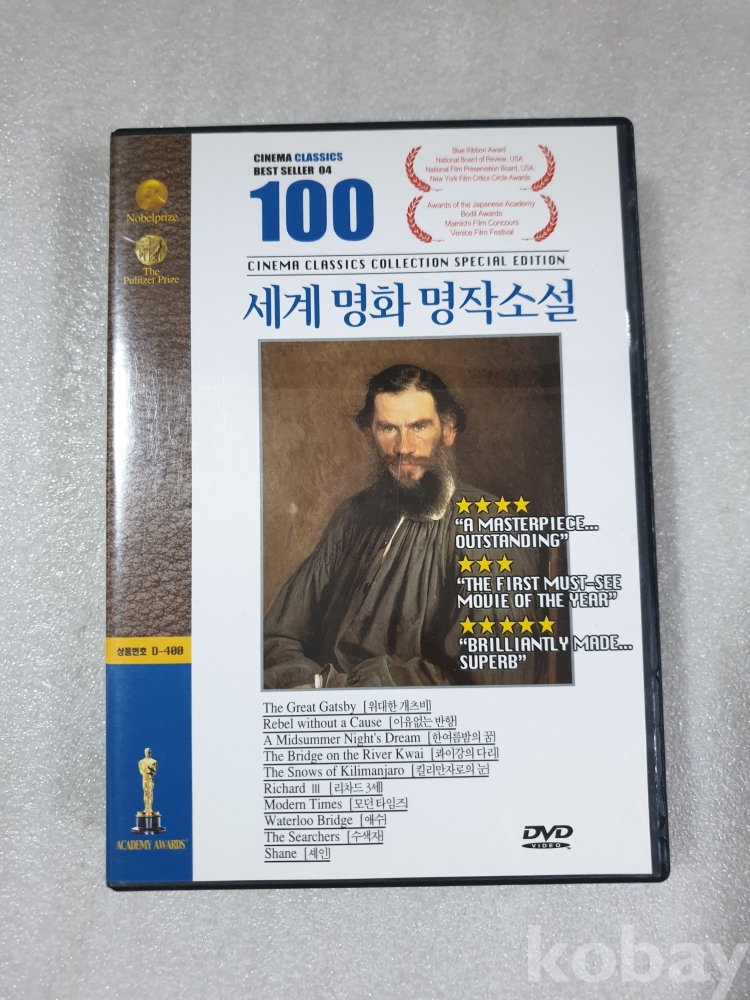 CINEMA CLASSICS
BEST SELLER 04
100
Blue Ribbon Award
National Board of Review, USA
National Film Preservation Board, USA
New York Film Critics Circle Awards
Awards of the Japanese Academy
Bodil Awards
Mainichi Film Concours
Venice Film Festival
Nobelprize
The
Pulitzer Prize
CINEMA CLASSICS COLLECTION SPECIAL EDITION
세계 명화 명작소설
★★★★
"A MASTERPIECE...
OUTSTANDING"
★★★
"THE FIRST MUST-SEE
MOVIE OF THE YEAR"
★★★★★
"BRILLIANTLY MADE...
SUPERB"
상품번호 D-400
The Great Gatsby [위대한 개츠비]
Rebel without a Cause [이유없는 반항]
A Midsummer Night's Dream [한여름밤의 꿈]
The Bridge on the River Kwai [콰이강의 다리]
The Snows of Kilimanjaro [킬리만자로의 눈]
Richard Ⅲ [리차드 3세]
Modern Times [모던 타임즈]
Waterloo Bridge [애수]
The Searchers [수색자]
Shane [셰인]
ACADEMY AWARDS
DVD
VIDEO
kobay